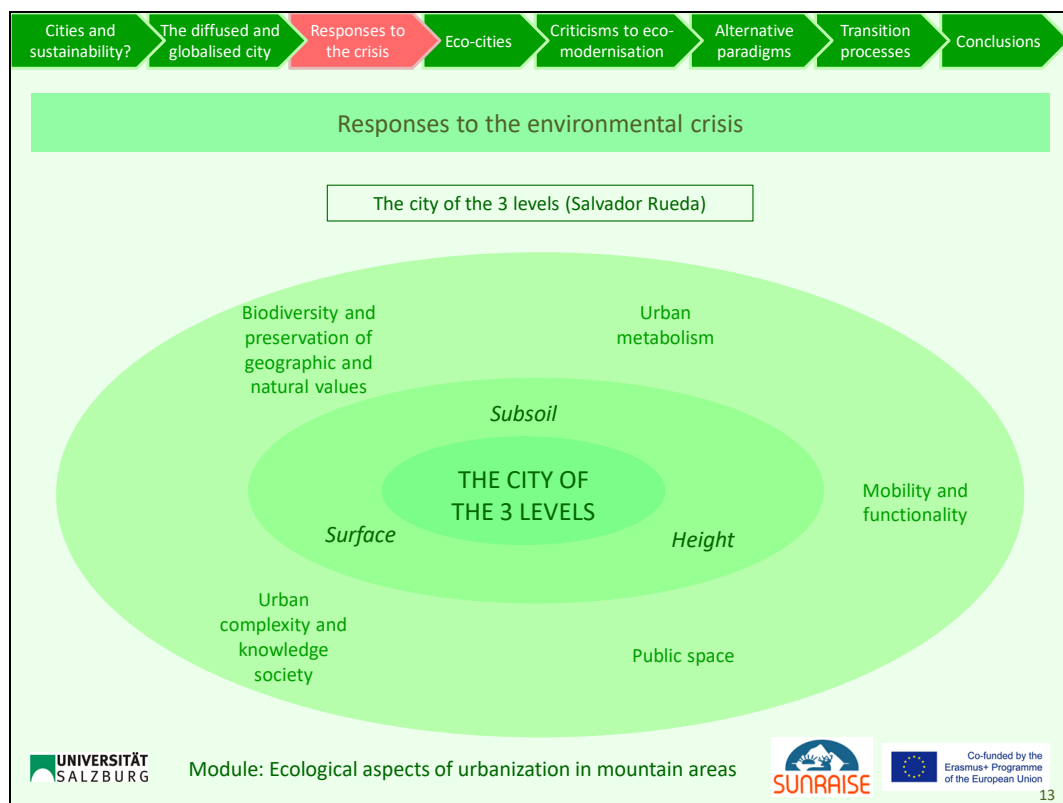 Cities and
sustainability?
The diffused and
globalised city
Responses to
the crisis
Eco-cities
Criticisms to eco-
modernisation
Alternative
paradigms
Transition
processes
Conclusions
Responses to the environmental crisis
The city of the 3 levels (Salvador Rueda)
Biodiversity and
preservation of
geographic and
natural values
Urban
metabolism
Subsoil
THE CITY OF
THE 3 LEVELS
Mobility and
functionality
Surface
Height
Urban
complexity and
knowledge
society
Public space
UNIVERSITÄT
SALZBURG
Module: Ecological aspects of urbanization in mountain areas
SUNRAISE
Co-funded by the
Erasmus+ Programme
of the European Union
13